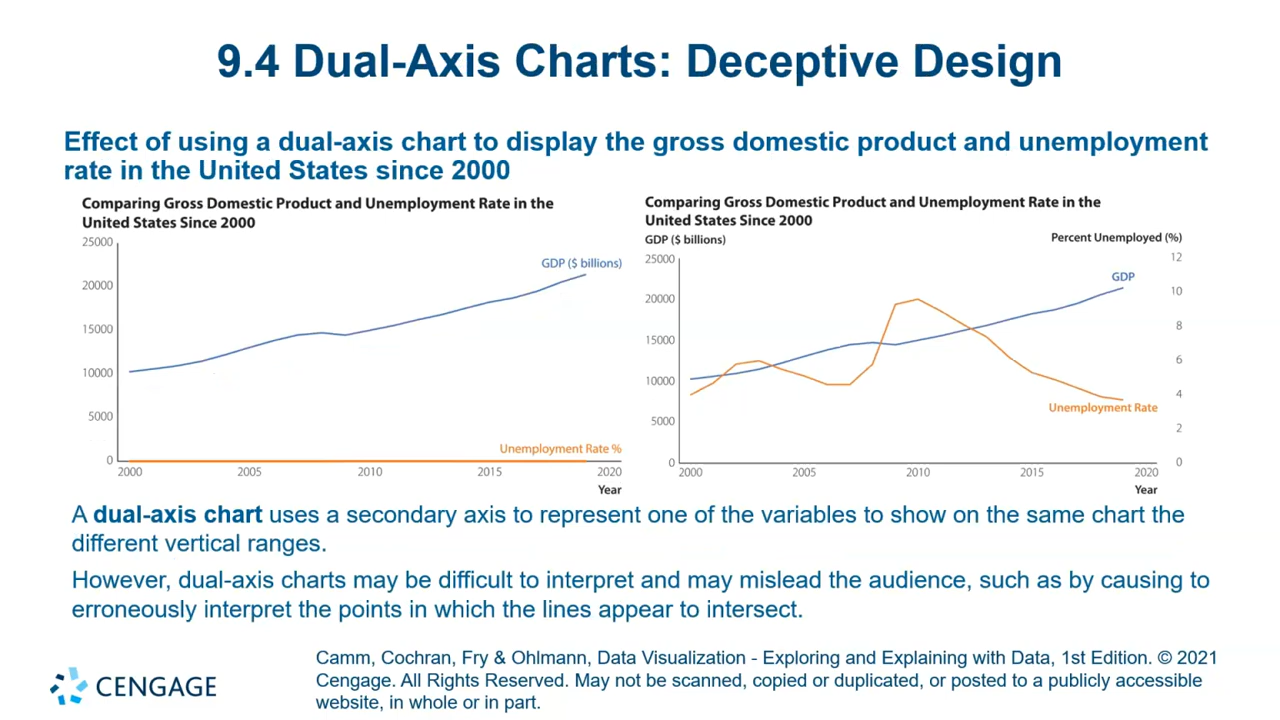 9.4 Dual-Axis Charts: Deceptive Design
Effect of using a dual-axis chart to display the gross domestic product and unemployment
rate in the United States since 2000
Comparing Gross Domestic Product and Unemployment Rate in the
United States Since 2000
25000
20000
15000
10000
5000
0
GDP ($ billions)
Unemployment Rate %
2000 2005 2010 2015 2020
Year
Comparing Gross Domestic Product and Unemployment Rate in the
United States Since 2000
GDP ($ billions)
Percent Unemployed (%)
25000
20000
15000
10000
5000
0
GDP
Unemployment Rate
12
10
8
6
4
2
0
2000 2005 2010 2015 2020
Year
A dual-axis chart uses a secondary axis to represent one of the variables to show on the same chart the
different vertical ranges.
However, dual-axis charts may be difficult to interpret and may mislead the audience, such as by causing to
erroneously interpret the points in which the lines appear to intersect.
CENGAGE
Camm, Cochran, Fry & Ohlmann, Data Visualization - Exploring and Explaining with Data, 1st Edition. © 2021
Cengage. All Rights Reserved. May not be scanned, copied or duplicated, or posted to a publicly accessible
website, in whole or in part.